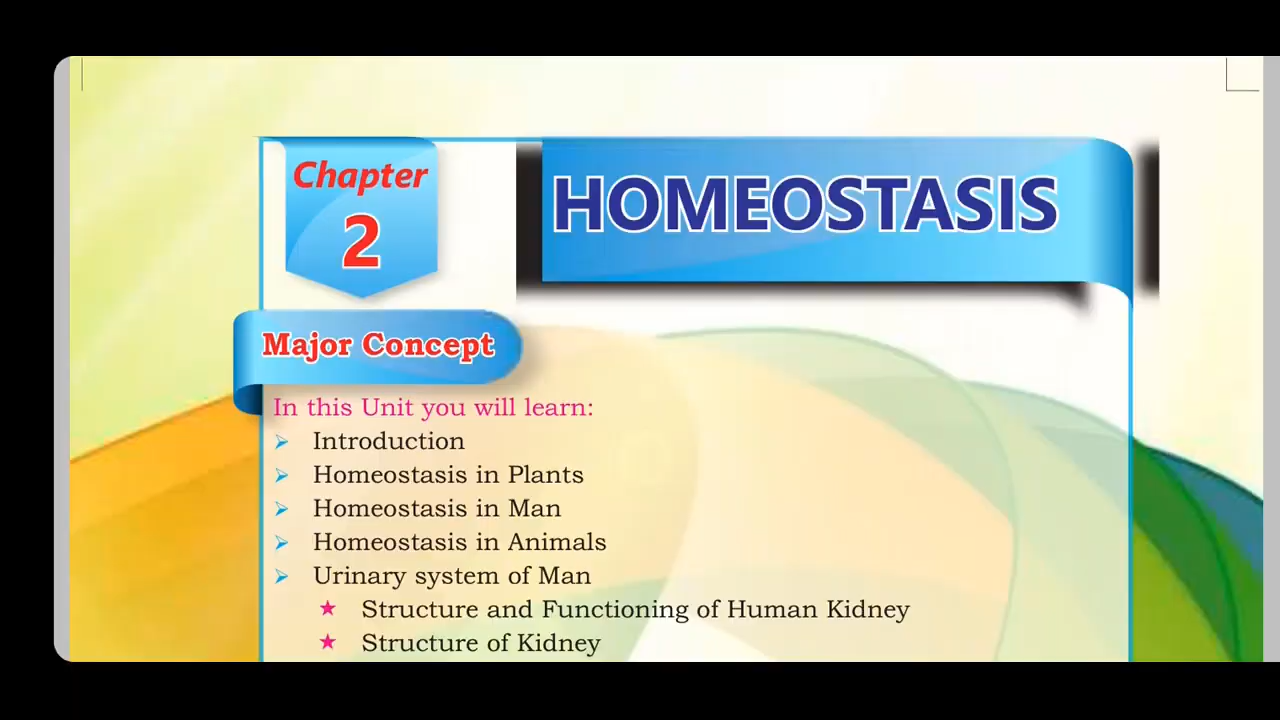 Chapter
2
HOMEOSTASIS
Major Concept
In this Unit you will learn:
Introduction
Homeostasis in Plants
Homeostasis in Man
Homeostasis in Animals
Urinary system of Man
Structure and Functioning of Human Kidney
Structure of Kidney